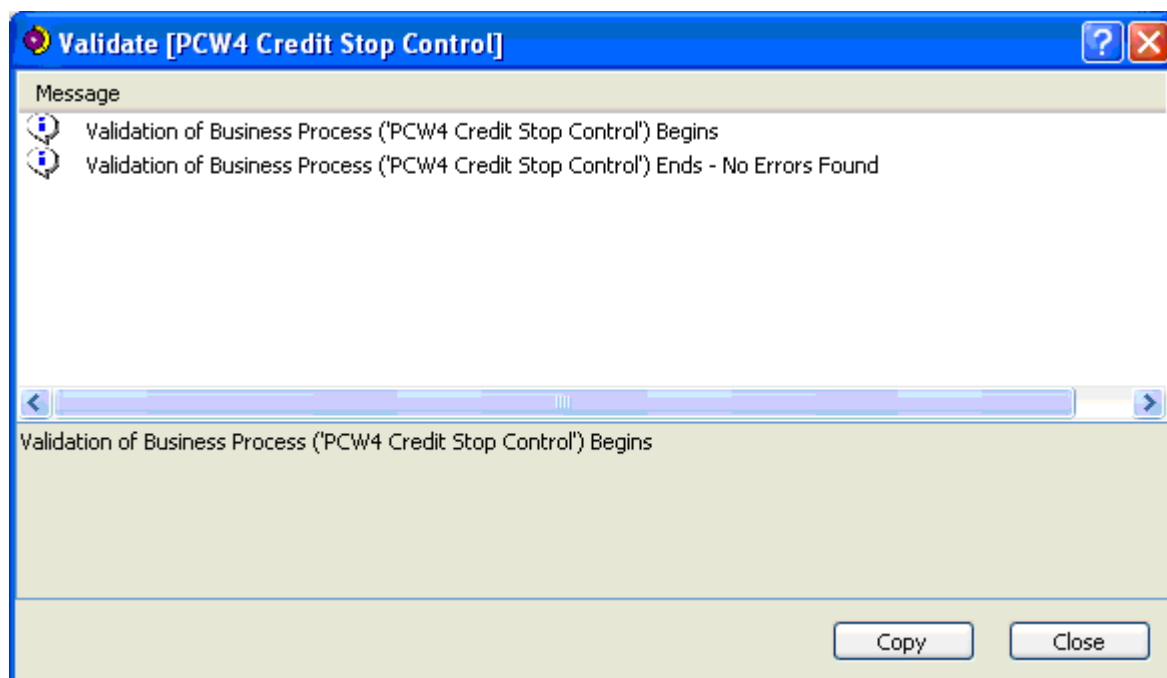 Validate [PCW4 Credit Stop Control]
Message
Validation of Business Process ('PCW4 Credit Stop Control') Begins
Validation of Business Process ('PCW4 Credit Stop Control') Ends - No Errors Found
Validation of Business Process ('PCW4 Credit Stop Control') Begins
Copy Close